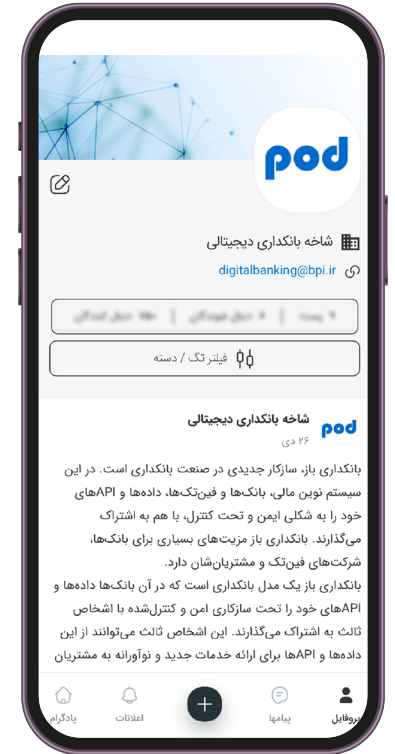 pod
شاخه بانکداری دیجیتالی
digitalbanking@bpi.ir
فیلتر تگ / دسته
pod
شاخه بانکداری دیجیتالی
۲۶ دی
بانکداری باز، سازکار جدیدی در صنعت بانکداری است. در این
سیستم نوین مالی، بانک‌ها و فین‌تک‌ها، داده‌ها و APIهای
خود را به شکلی ایمن و تحت کنترل، با هم به اشتراک
می‌گذارند. بانکداری باز مزیت‌های بسیاری برای بانک‌ها،
شرکت‌های فین‌تک و مشتریان‌شان دارد.
بانکداری باز یک مدل بانکداری است که در آن بانک‌ها داده‌ها و
APIهای خود را تحت سازکاری امن و کنترل‌شده با اشخاص
ثالث به اشتراک می‌گذارند. این اشخاص ثالث می‌توانند از این
داده‌ها و APIها برای ارائه خدمات جدید و نوآورانه به مشتریان
پروفایل
پیامها
اعلانات
پادگرام